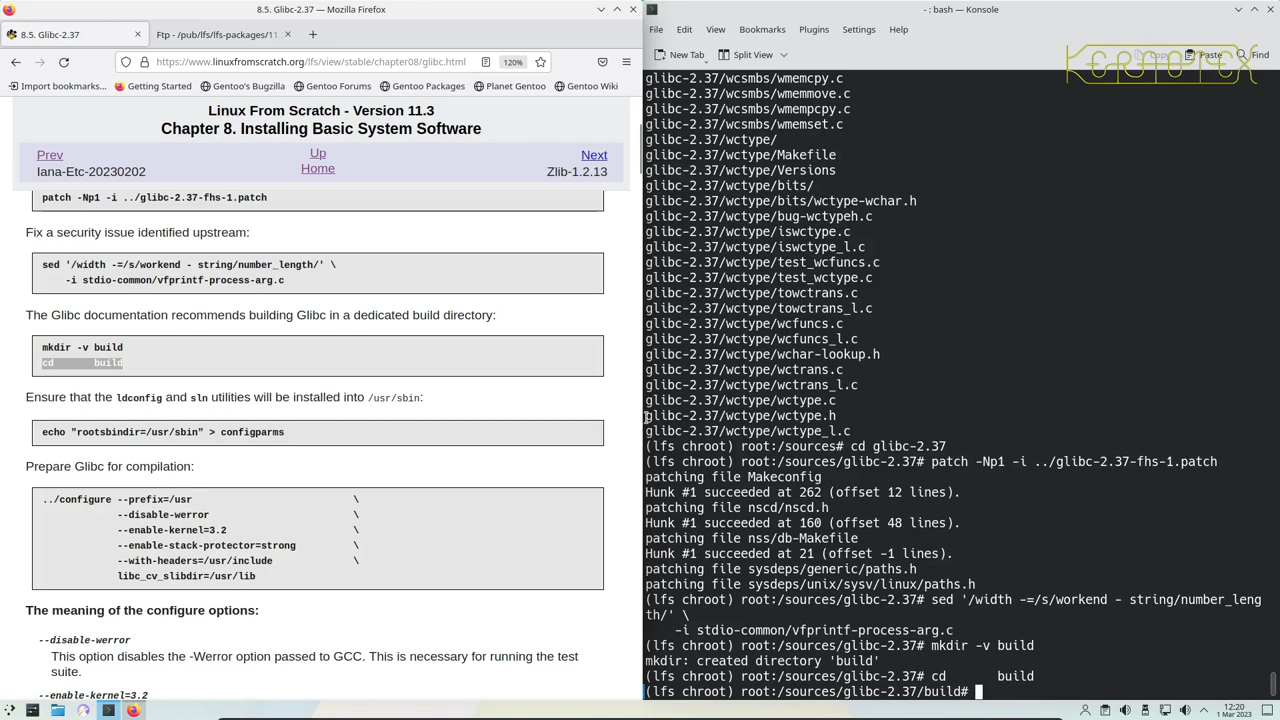 8.5. Glibc-2.37 — Mozilla Firefox
8.5. Glibc-2.37
Ftp - /pub/lfs/lfs-packages/11.
https://www.linuxfromscratch.org/lfs/view/stable/chapter08/glibc.html
120%
Import bookmarks...
Getting Started
Gentoo's Bugzilla
Gentoo Forums
Gentoo Packages
Planet Gentoo
Gentoo Wiki
Linux From Scratch - Version 11.3
Chapter 8. Installing Basic System Software
Prev
Up
Next
Iana-Etc-20230202
Home
Zlib-1.2.13
patch -Np1 -i ../glibc-2.37-fhs-1.patch
Fix a security issue identified upstream:
sed '/width -=/s/workend - string/number_length/' \
-i stdio-common/vfprintf-process-arg.c
The Glibc documentation recommends building Glibc in a dedicated build directory:
mkdir -v build
cd       build
Ensure that the ldconfig and sln utilities will be installed into /usr/sbin:
echo "rootsbindir=/usr/sbin" > configparms
Prepare Glibc for compilation:
../configure --prefix=/usr                            \
--disable-werror                         \
--enable-kernel=3.2                      \
--enable-stack-protector=strong          \
--with-headers=/usr/include              \
libc_cv_slibdir=/usr/lib
The meaning of the configure options:
--disable-werror
This option disables the -Werror option passed to GCC. This is necessary for running the test
suite.
--enable-kernel=3.2
- : bash — Konsole
File
Edit
View
Bookmarks
Plugins
Settings
Help
New Tab
Split View
Copy
Paste
Find
glibc-2.37/wcsmbs/wmemcpy.c
glibc-2.37/wcsmbs/wmemmove.c
glibc-2.37/wcsmbs/wmempcpy.c
glibc-2.37/wcsmbs/wmemset.c
glibc-2.37/wctype/
glibc-2.37/wctype/Makefile
glibc-2.37/wctype/Versions
glibc-2.37/wctype/bits/
glibc-2.37/wctype/bits/wctype-wchar.h
glibc-2.37/wctype/bug-wctypeh.c
glibc-2.37/wctype/iswctype.c
glibc-2.37/wctype/iswctype_l.c
glibc-2.37/wctype/test_wcfuncs.c
glibc-2.37/wctype/test_wctype.c
glibc-2.37/wctype/towctrans.c
glibc-2.37/wctype/towctrans_l.c
glibc-2.37/wctype/wcfuncs.c
glibc-2.37/wctype/wcfuncs_l.c
glibc-2.37/wctype/wchar-lookup.h
glibc-2.37/wctype/wctrans.c
glibc-2.37/wctype/wctrans_l.c
glibc-2.37/wctype/wctype.c
glibc-2.37/wctype/wctype.h
glibc-2.37/wctype/wctype_l.c
(lfs chroot) root:/sources# cd glibc-2.37
(lfs chroot) root:/sources/glibc-2.37# patch -Np1 -i ../glibc-2.37-fhs-1.patch
patching file Makeconfig
Hunk #1 succeeded at 262 (offset 12 lines).
patching file nscd/nscd.h
Hunk #1 succeeded at 160 (offset 48 lines).
patching file nss/db-Makefile
Hunk #1 succeeded at 21 (offset -1 lines).
patching file sysdeps/generic/paths.h
patching file sysdeps/unix/sysv/linux/paths.h
(lfs chroot) root:/sources/glibc-2.37# sed '/width -=/s/workend - string/number_leng
th/' \
-i stdio-common/vfprintf-process-arg.c
(lfs chroot) root:/sources/glibc-2.37# mkdir -v build
mkdir: created directory 'build'
(lfs chroot) root:/sources/glibc-2.37# cd       build
(lfs chroot) root:/sources/glibc-2.37/build#
12:20
1 Mar 2023